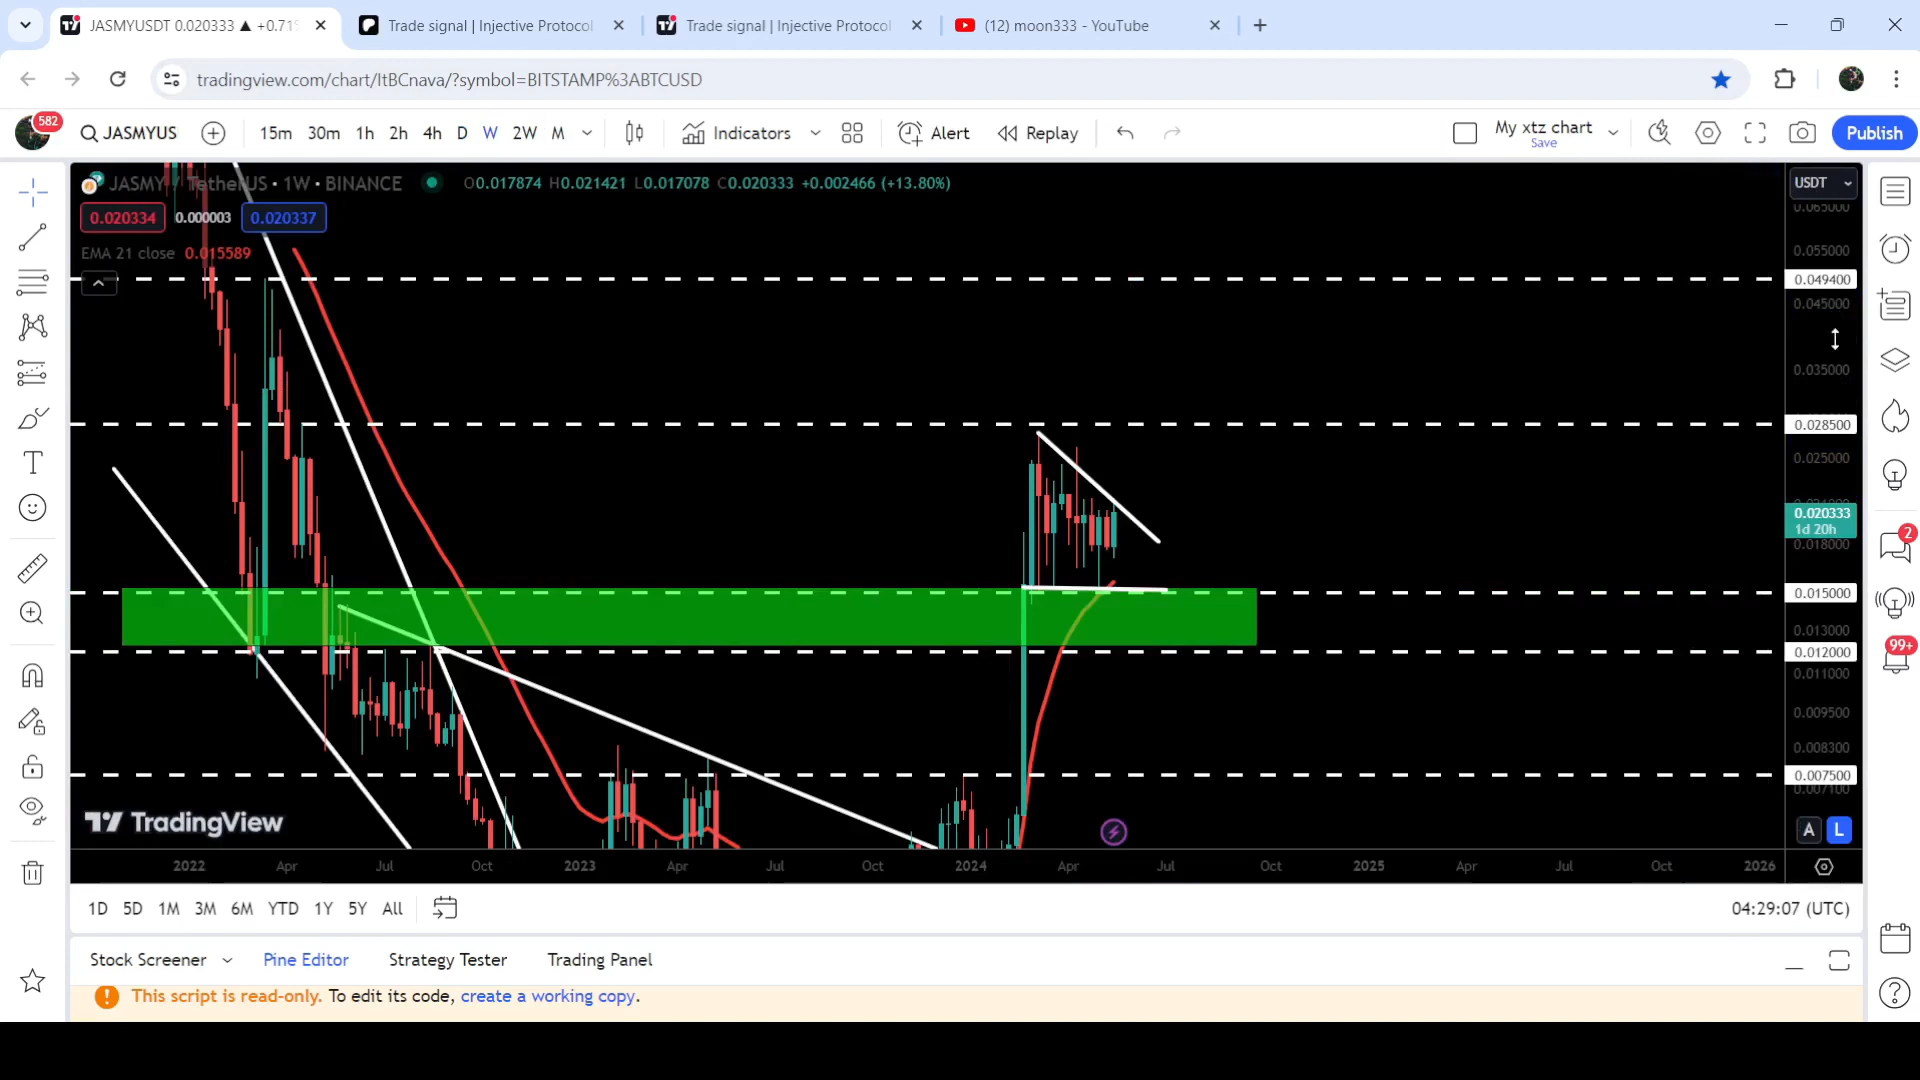 JASMYUSDT 0.020333 ▲ +0.71%
Trade signal | Injective Protocol
Trade signal | Injective Protocol
(12) moon333 - YouTube
tradingview.com/chart/ItBCnava/?symbol=BITSTAMP%3ABTCUSD
582
JASMYUS
15m 30m 1h 2h 4h D W 2W M
Indicators
Alert
Replay
My xtz chart
Save
Publish
JASMY / TetherUS • 1W • BINANCE
O0.017874 H0.021421 L0.017078 C0.020333 +0.002466 (+13.80%)
USDT
0.020334 0.000003 0.020337
EMA 21 close 0.015589
0.065000
0.055000
0.049400
0.045000
0.035000
0.028500
0.025000
0.020333
1d 20h
0.018000
0.015000
0.013000
0.012000
0.011000
0.009500
0.008300
0.007500
0.007100
TradingView
A L
2
99+
2022 Apr Jul Oct 2023 Apr Jul Oct 2024 Apr Jul Oct 2025 Apr Jul Oct 2026
1D 5D 1M 3M 6M YTD 1Y 5Y All
04:29:07 (UTC)
Stock Screener Pine Editor Strategy Tester Trading Panel
This script is read-only. To edit its code, create a working copy.